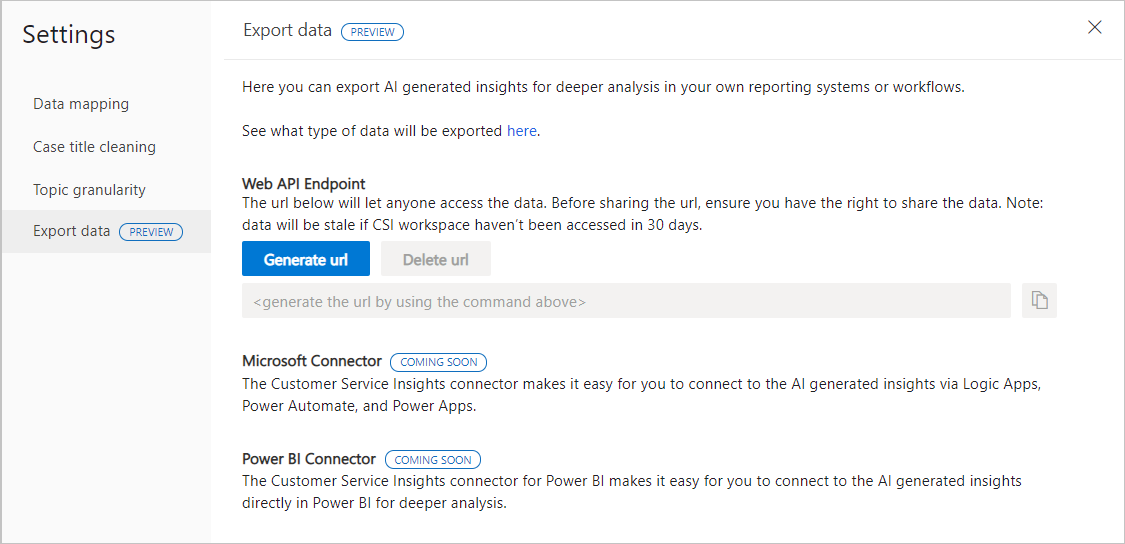 Settings
Data mapping
Case title cleaning
Topic granularity
Export data PREVIEW
Export data PREVIEW
Here you can export AI generated insights for deeper analysis in your own reporting systems or workflows.
See what type of data will be exported here.
Web API Endpoint
The url below will let anyone access the data. Before sharing the url, ensure you have the right to share the data. Note:
data will be stale if CSI workspace haven't been accessed in 30 days.
Generate url Delete url
<generate the url by using the command above>
Microsoft Connector COMING SOON
The Customer Service Insights connector makes it easy for you to connect to the AI generated insights via Logic Apps,
Power Automate, and Power Apps.
Power BI Connector COMING SOON
The Customer Service Insights connector for Power BI makes it easy for you to connect to the AI generated insights
directly in Power BI for deeper analysis.